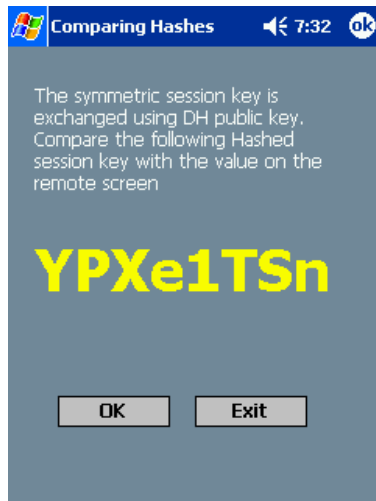 Comparing Hashes 7:32 ok
The symmetric session key is
exchanged using DH public key.
Compare the following Hashed
session key with the value on the
remote screen
YPXe1TSn
OK Exit